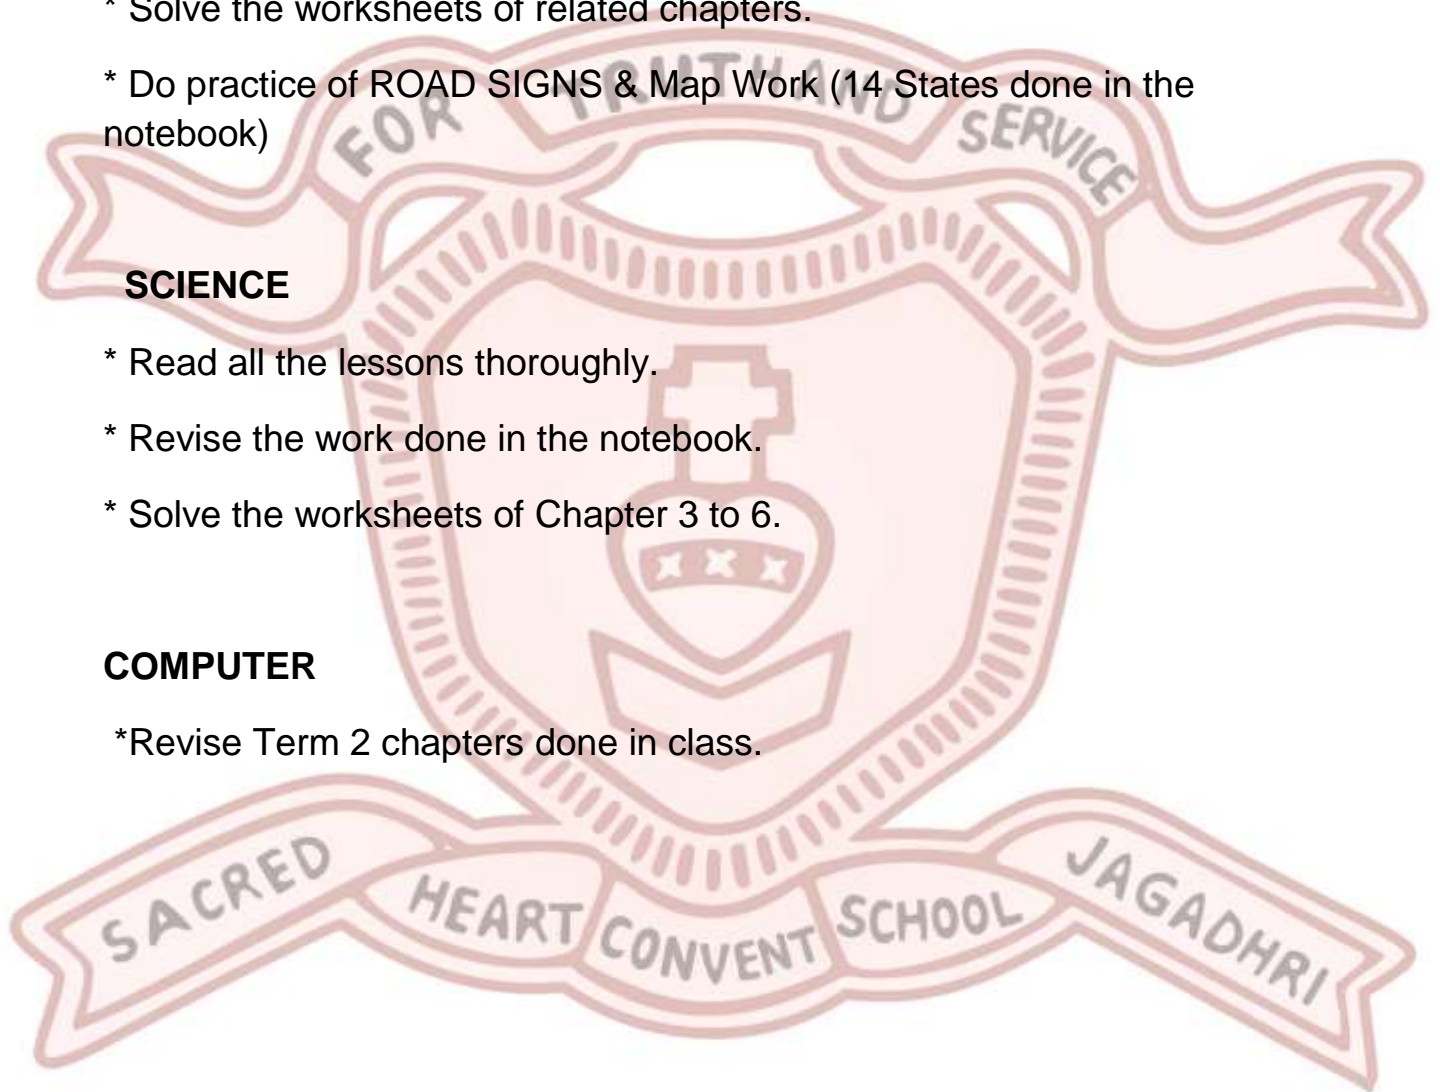 * Solve the worksheets of related chapters.
* Do practice of ROAD SIGNS & Map Work (14 States done in the
notebook)
FOR TRUTH AND SERVICE
SCIENCE
* Read all the lessons thoroughly.
* Revise the work done in the notebook.
* Solve the worksheets of Chapter 3 to 6.
COMPUTER
*Revise Term 2 chapters done in class.
SACRED HEART CONVENT SCHOOL JAGADHRI